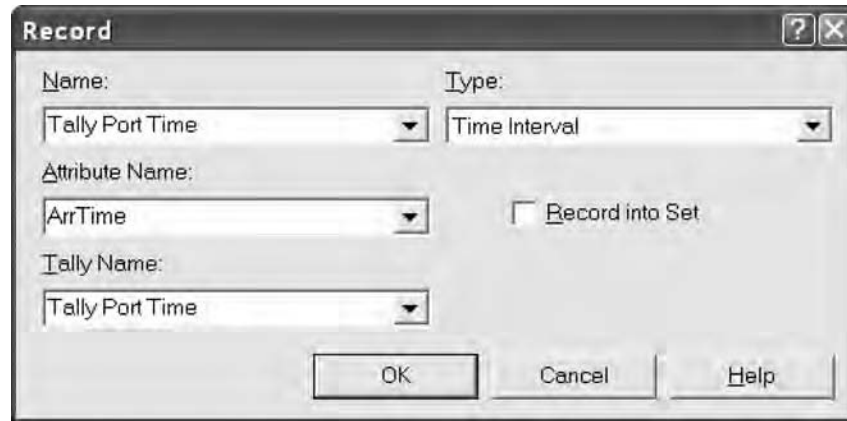 Record
Name: Type:
Tally Port Time Time Interval
Attribute Name:
ArrTime Record into Set
Tally Name:
Tally Port Time
OK Cancel Help